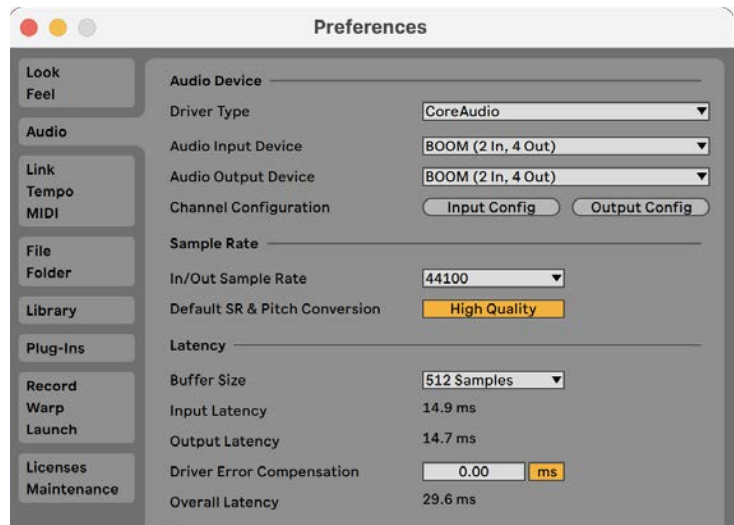 Preferences
Look
Feel
Audio
Link
Tempo
MIDI
File
Folder
Library
Plug-Ins
Record
Warp
Launch
Licenses
Maintenance
Audio Device
Driver Type CoreAudio
Audio Input Device BOOM (2 In, 4 Out)
Audio Output Device BOOM (2 In, 4 Out)
Channel Configuration Input Config Output Config
Sample Rate
In/Out Sample Rate 44100
Default SR & Pitch Conversion High Quality
Latency
Buffer Size 512 Samples
Input Latency 14.9 ms
Output Latency 14.7 ms
Driver Error Compensation 0.00 ms
Overall Latency 29.6 ms